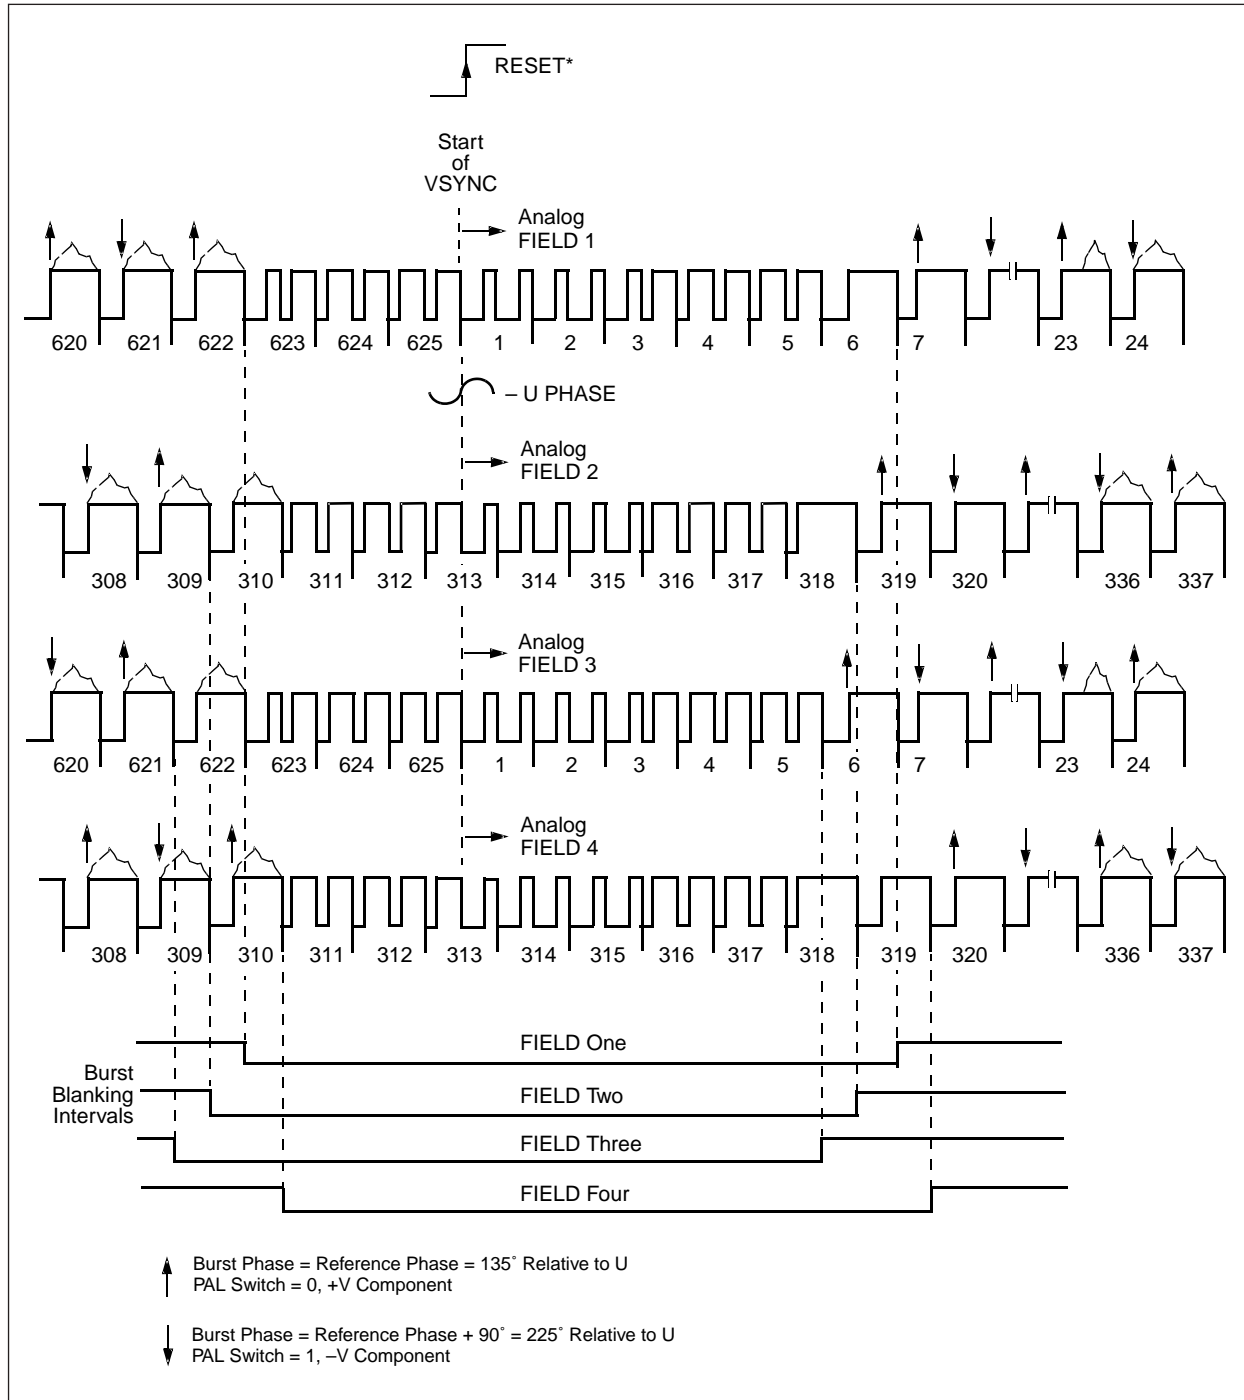 RESET*
Start
of
VSYNC
Analog
FIELD 1
620 621 622 623 624 625 1 2 3 4 5 6 7 23 24
– U PHASE
Analog
FIELD 2
308 309 310 311 312 313 314 315 316 317 318 319 320 336 337
Analog
FIELD 3
620 621 622 623 624 625 1 2 3 4 5 6 7 23 24
Analog
FIELD 4
308 309 310 311 312 313 314 315 316 317 318 319 320 336 337
FIELD One
Burst
Blanking
Intervals
FIELD Two
FIELD Three
FIELD Four
Burst Phase = Reference Phase = 135° Relative to U
PAL Switch = 0, +V Component
Burst Phase = Reference Phase + 90° = 225° Relative to U
PAL Switch = 1, –V Component